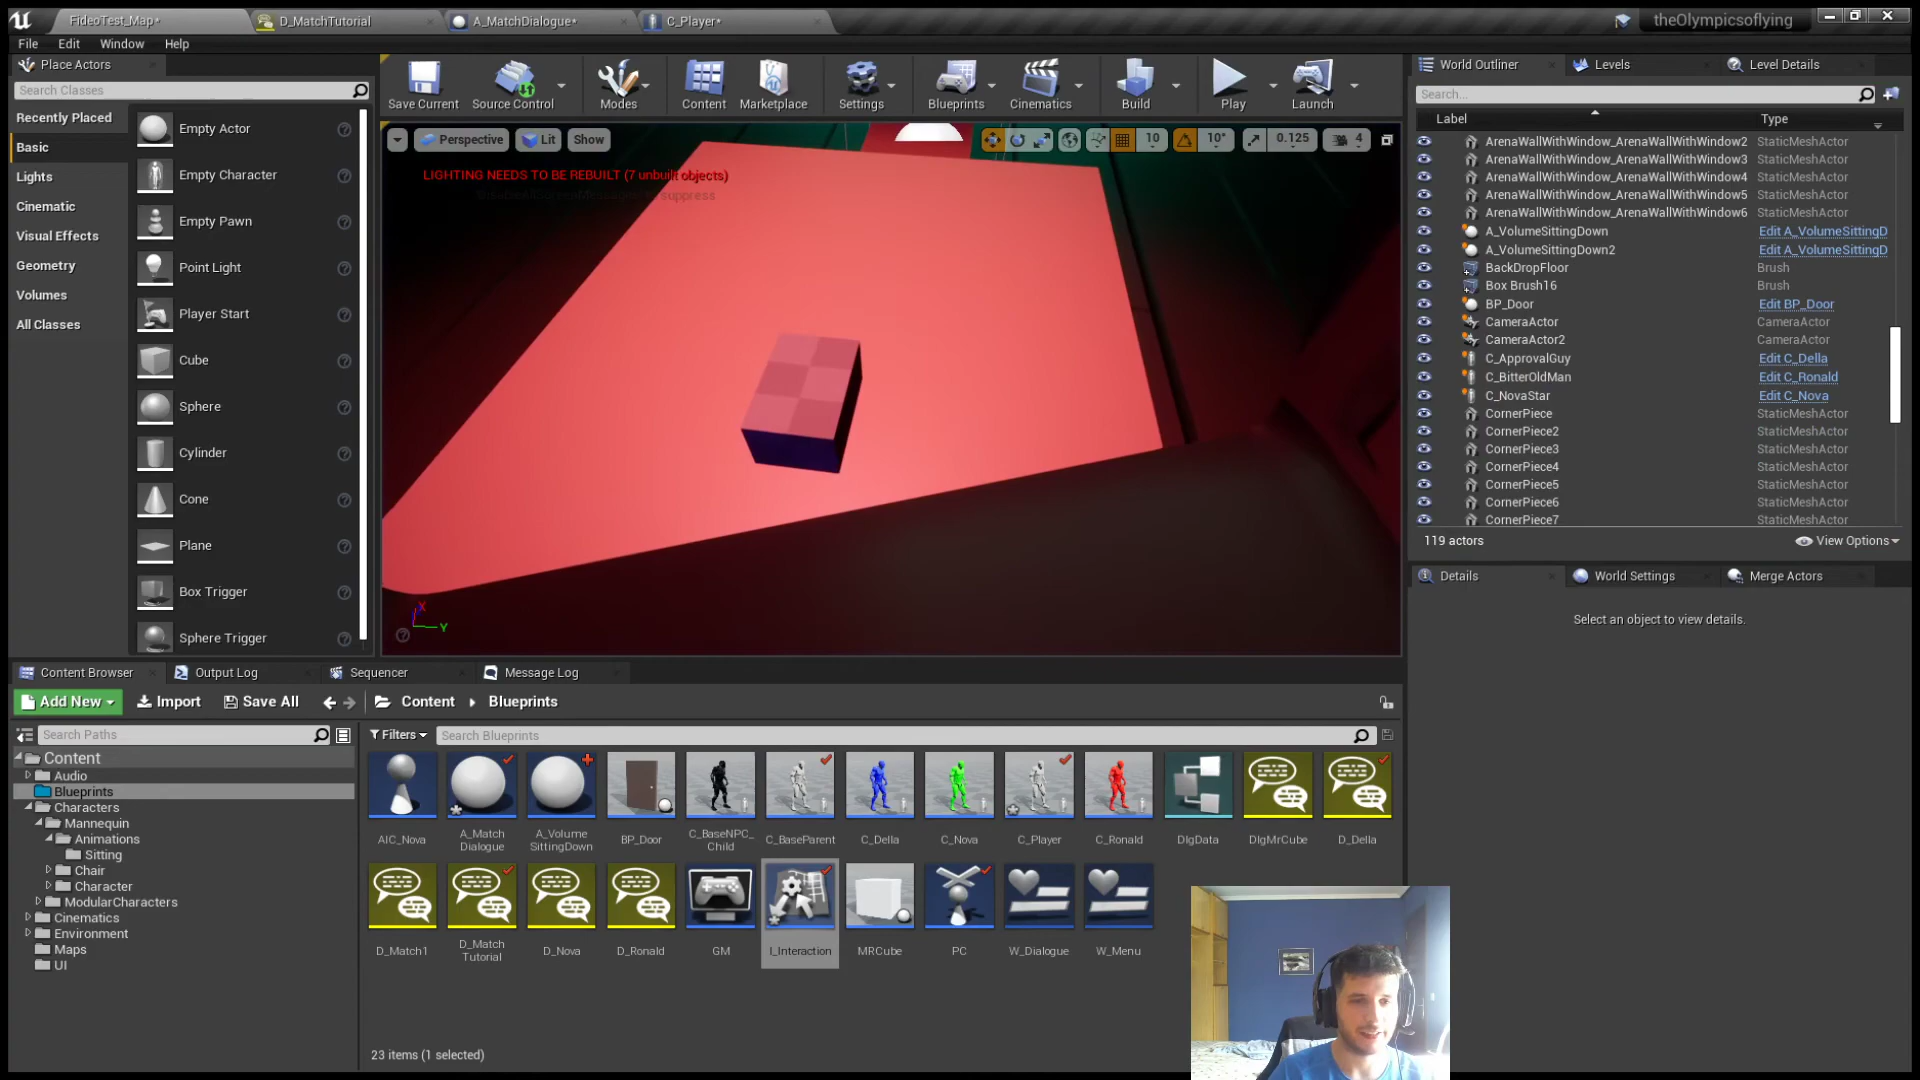 FideoTest_Map*
D_MatchTutorial
A_MatchDialogue*
C_Player*
theOlympicsoflying
File
Edit
Window
Help
Place Actors
Search Classes
Recently Placed
Basic
Lights
Cinematic
Visual Effects
Geometry
Volumes
All Classes
Empty Actor
Empty Character
Empty Pawn
Point Light
Player Start
Cube
Sphere
Cylinder
Cone
Plane
Box Trigger
Sphere Trigger
Save Current
Source Control
Modes
Content
Marketplace
Settings
Blueprints
Cinematics
Build
Play
Launch
Perspective
Lit
Show
10
10°
0.125
4
LIGHTING NEEDS TO BE REBUILT (7 unbuilt objects)
suppress
X
Y
World Outliner
Levels
Level Details
Search...
Label
Type
ArenaWallWithWindow_ArenaWallWithWindow2 StaticMeshActor
ArenaWallWithWindow_ArenaWallWithWindow3 StaticMeshActor
ArenaWallWithWindow_ArenaWallWithWindow4 StaticMeshActor
ArenaWallWithWindow_ArenaWallWithWindow5 StaticMeshActor
ArenaWallWithWindow_ArenaWallWithWindow6 StaticMeshActor
A_VolumeSittingDown Edit A_VolumeSittingD
A_VolumeSittingDown2 Edit A_VolumeSittingD
BackDropFloor Brush
Box Brush16 Brush
BP_Door Edit BP_Door
CameraActor CameraActor
CameraActor2 CameraActor
C_ApprovalGuy Edit C_Della
C_BitterOldMan Edit C_Ronald
C_NovaStar Edit C_Nova
CornerPiece StaticMeshActor
CornerPiece2 StaticMeshActor
CornerPiece3 StaticMeshActor
CornerPiece4 StaticMeshActor
CornerPiece5 StaticMeshActor
CornerPiece6 StaticMeshActor
CornerPiece7 StaticMeshActor
119 actors
View Options
Details
World Settings
Merge Actors
Select an object to view details.
Content Browser
Output Log
Sequencer
Message Log
Add New
Import
Save All
Content
Blueprints
Search Paths
Content
Audio
Blueprints
Characters
Mannequin
Animations
Sitting
Chair
Character
ModularCharacters
Cinematics
Environment
Maps
UI
Filters
Search Blueprints
AIC_Nova
A_Match
Dialogue
A_Volume
SittingDown
BP_Door
C_BaseNPC_
Child
C_BaseParent
C_Della
C_Nova
C_Player
C_Ronald
DlgData
DlgMrCube
D_Della
D_Match1
D_Match
Tutorial
D_Nova
D_Ronald
GM
I_Interaction
MRCube
PC
W_Dialogue
W_Menu
23 items (1 selected)